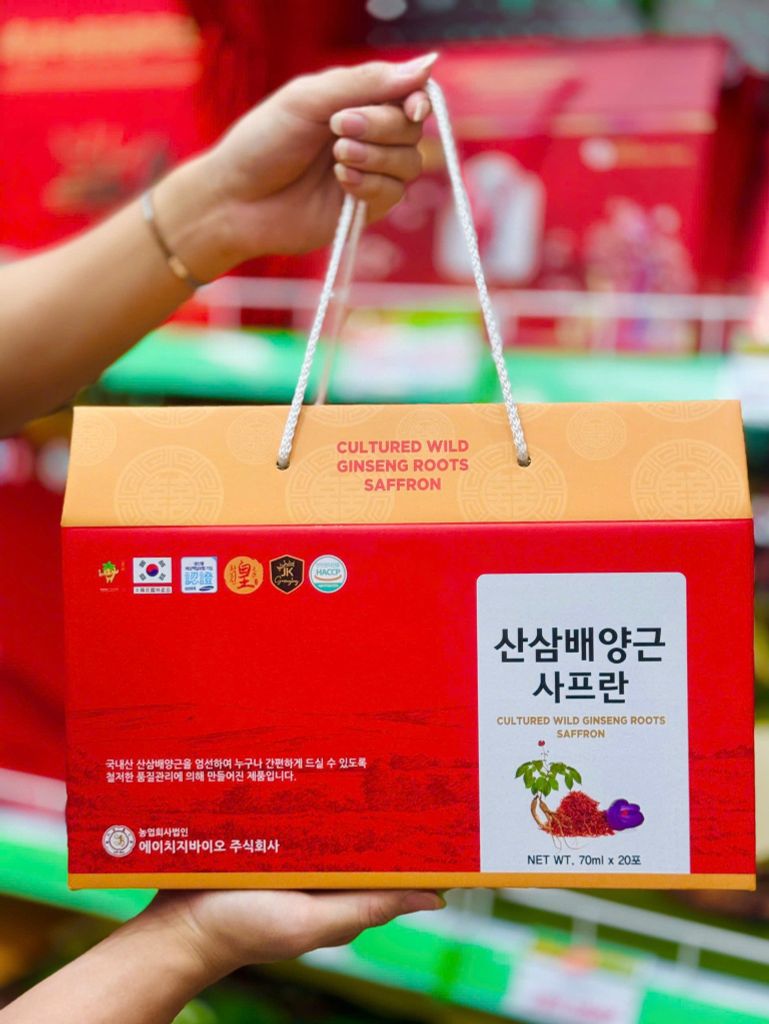 CULTURED WILD
GINSENG ROOTS
SAFFRON
皇
JK
HACCP
산삼배양근
사프란
CULTURED WILD GINSENG ROOTS
SAFFRON
국내산 산삼배양근을 엄선하여 누구나 간편하게 드실 수 있도록
철저한 품질관리에 의해 만들어진 제품입니다.
농업회사법인
에이치지바이오 주식회사
NET WT. 70ml x 20포